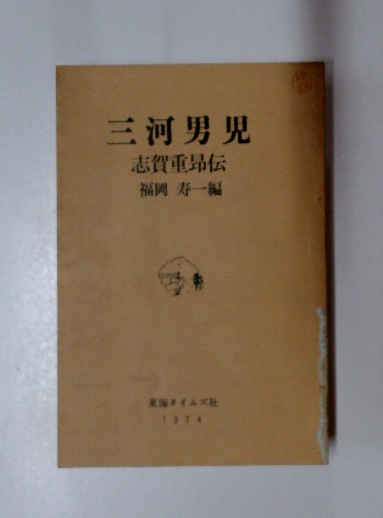 三河男児
志賀重昂伝
福岡 寿一編
東海タイムズ社
1974